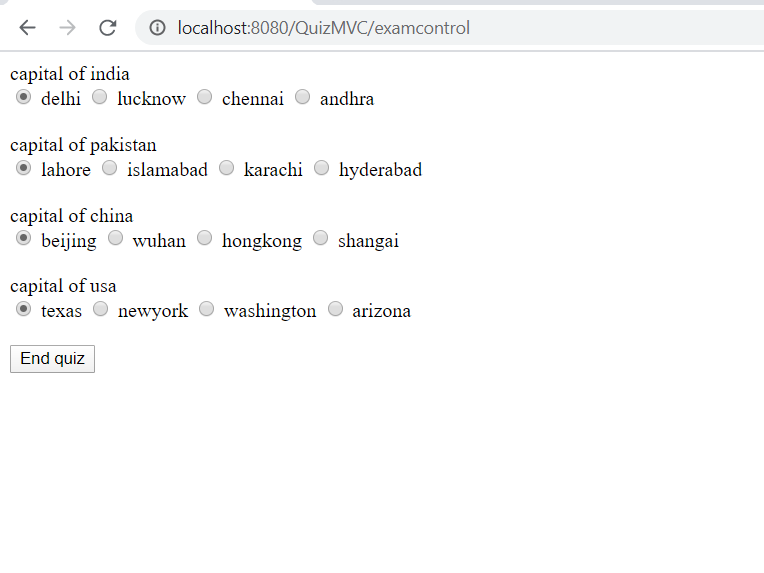 localhost:8080/QuizMVC/examcontrol
capital of india
delhi lucknow chennai andhra
capital of pakistan
lahore islamabad karachi hyderabad
capital of china
beijing wuhan hongkong shangai
capital of usa
texas newyork washington arizona
End quiz